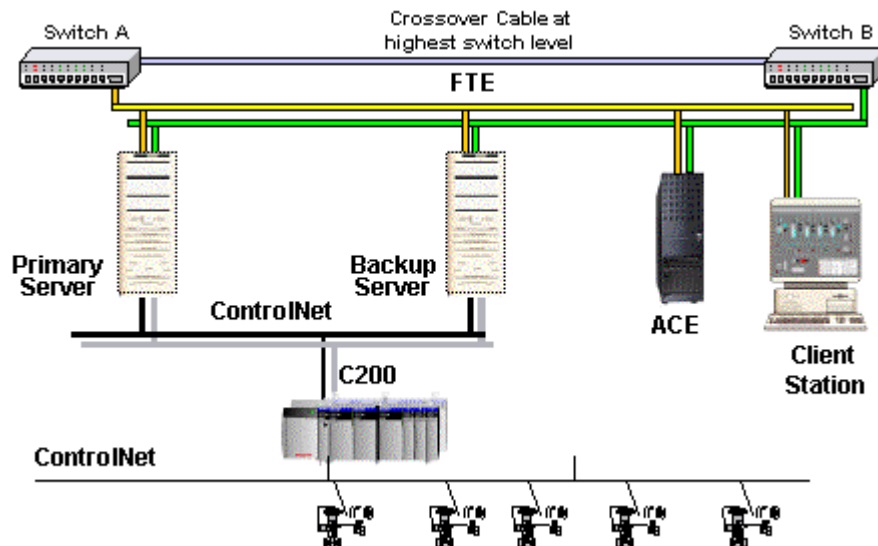 Switch A
Crossover Cable at
highest switch level
Switch B
FTE
Primary
Server
Backup
Server
ControlNet
ACE
Client
Station
C200
ControlNet